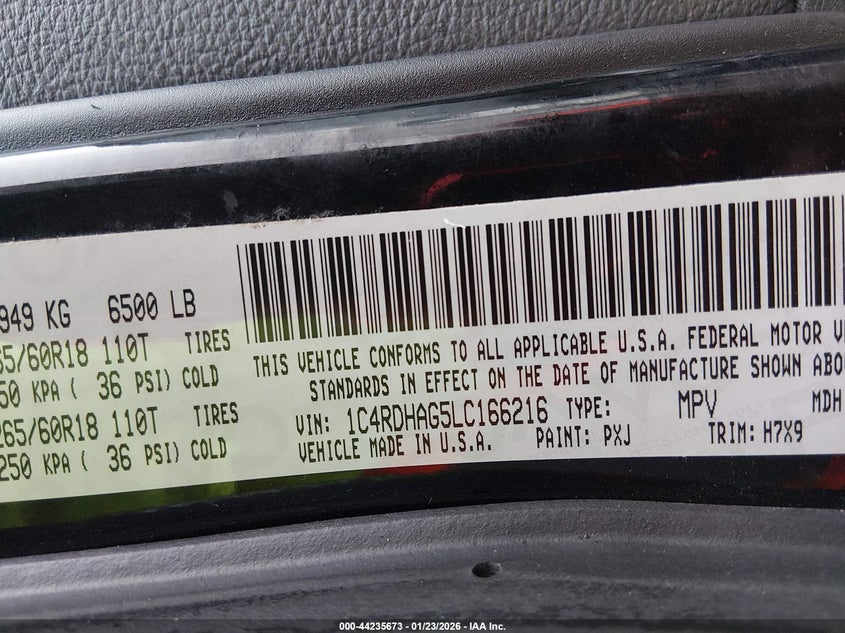 949 KG 6500 LB
65/60R18 110T TIRES
50 KPA ( 36 PSI) COLD
265/60R18 110T TIRES
250 KPA ( 36 PSI) COLD
THIS VEHICLE CONFORMS TO ALL APPLICABLE U.S.A. FEDERAL MOTOR VE
STANDARDS IN EFFECT ON THE DATE OF MANUFACTURE SHOWN ABO
VIN: 1C4RDHAG5LC166216 TYPE: MPV MDH
VEHICLE MADE IN U.S.A. PAINT: PXJ TRIM: H7X9
000-44235673 - 01/23/2026 - IAA Inc.